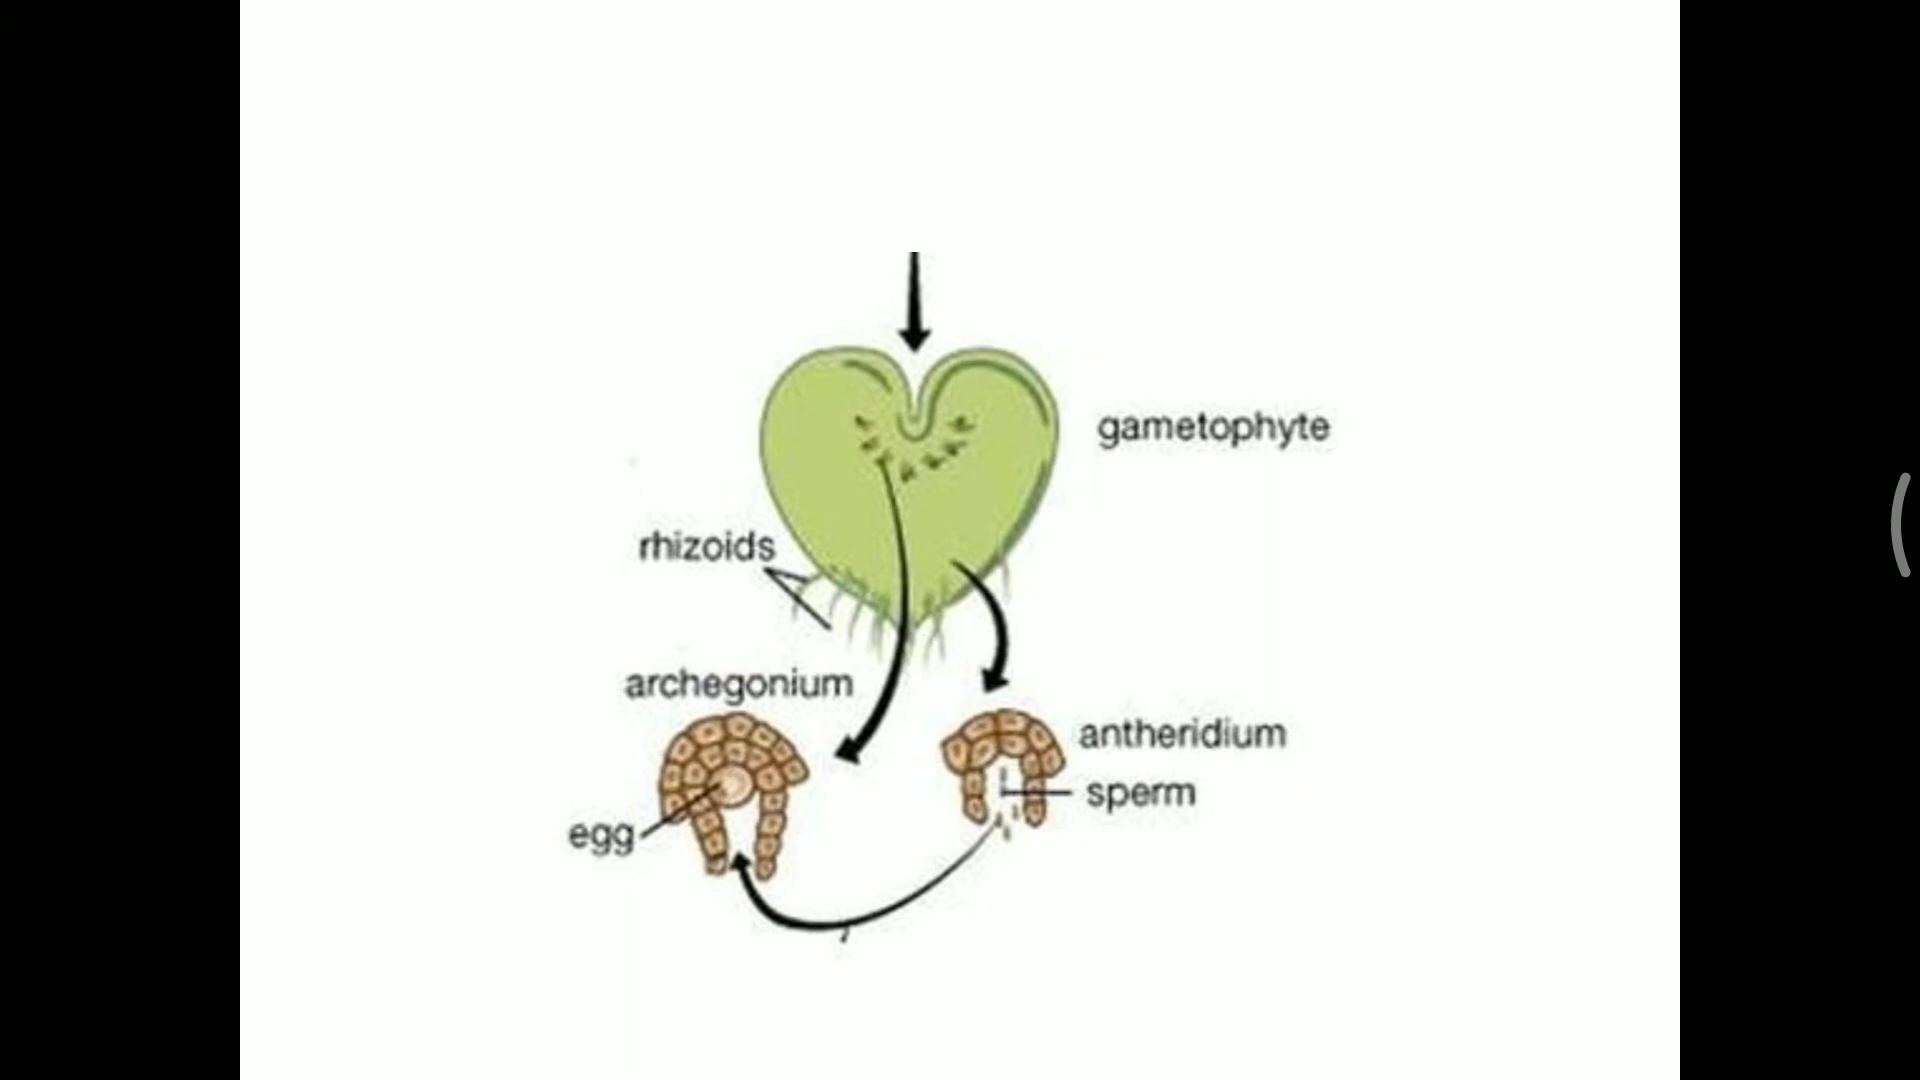 gametophyte
rhizoids
archegonium
antheridium
sperm
egg